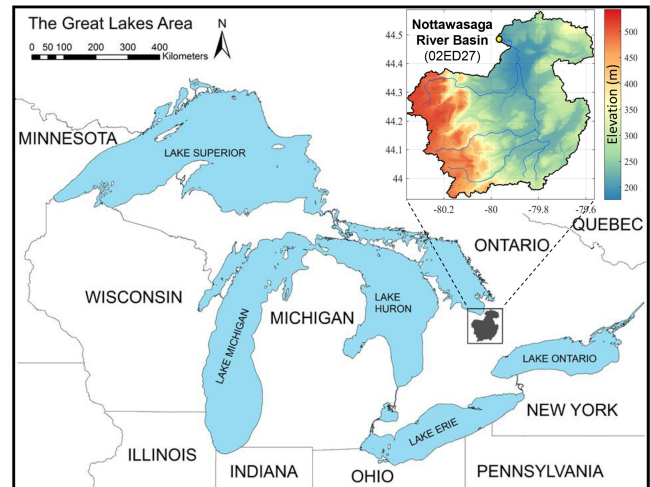 The Great Lakes Area
0 50 100 200 300 400
Kilometers
N
Nottawasaga
River Basin
(02ED27)
44.5
44.4
44.3
44.2
44.1
44
-80.2 -80 -79.8 -79.6
500
450
400
350
300
250
200
Elevation (m)
MINNESOTA
LAKE SUPERIOR
ONTARIO
QUEBEC
WISCONSIN
MICHIGAN
LAKE
HURON
LAKE MICHIGAN
LAKE ONTARIO
NEW YORK
LAKE ERIE
ILLINOIS
INDIANA
OHIO
PENNSYLVANIA